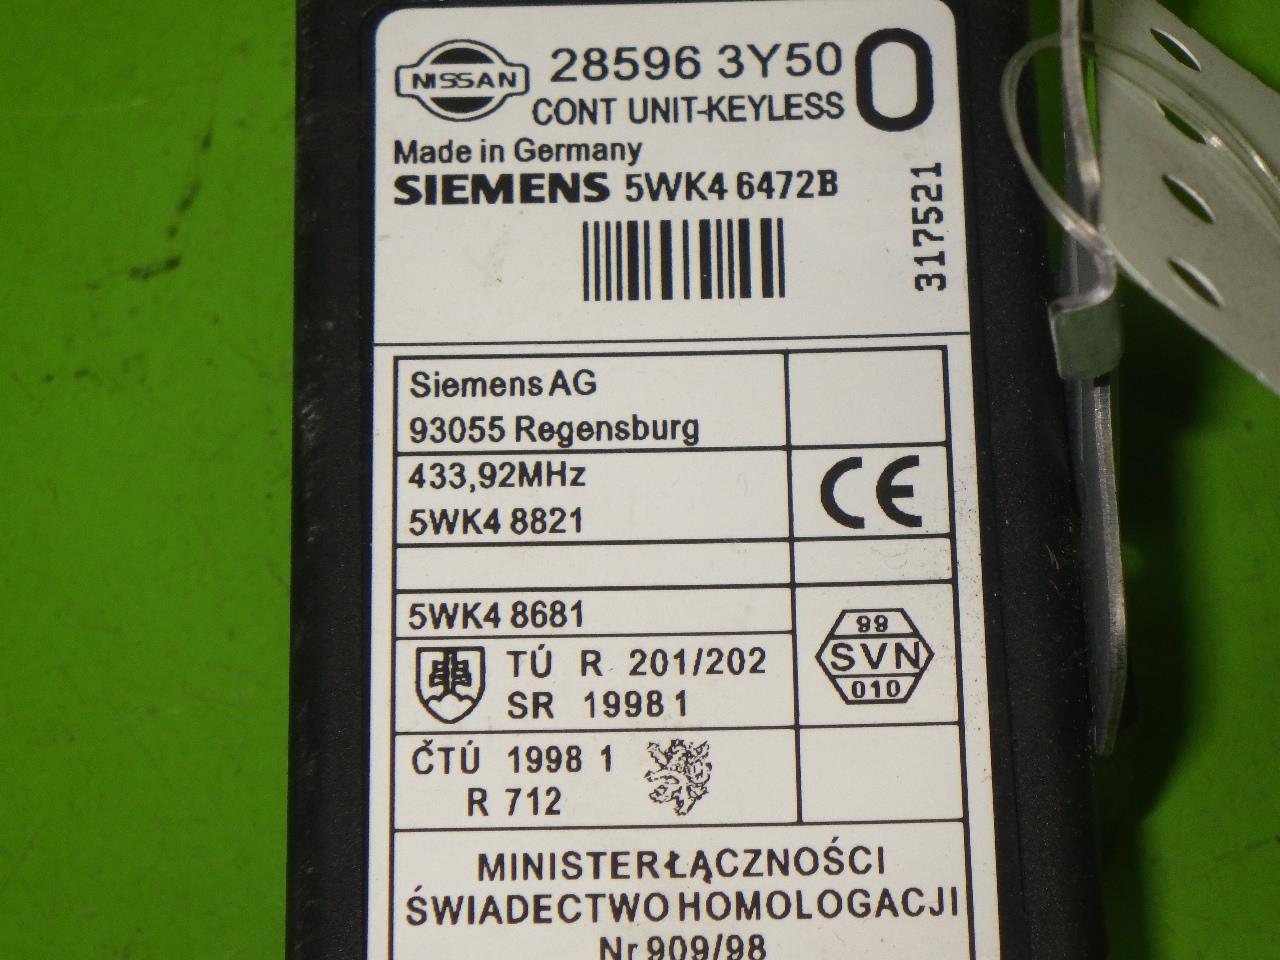 NISSAN
28596 3Y50 0
CONT UNIT-KEYLESS
Made in Germany
SIEMENS 5WK4 6472B
317521
Siemens AG
93055 Regensburg
433,92MHz
5WK4 8821
CE
5WK4 8681
TÚ R 201/202
SR 1998 1
99
SVN
010
ČTÚ 1998 1
R 712
MINISTER ŁĄCZNOŚCI
ŚWIADECTWO HOMOLOGACJI
Nr 909/98